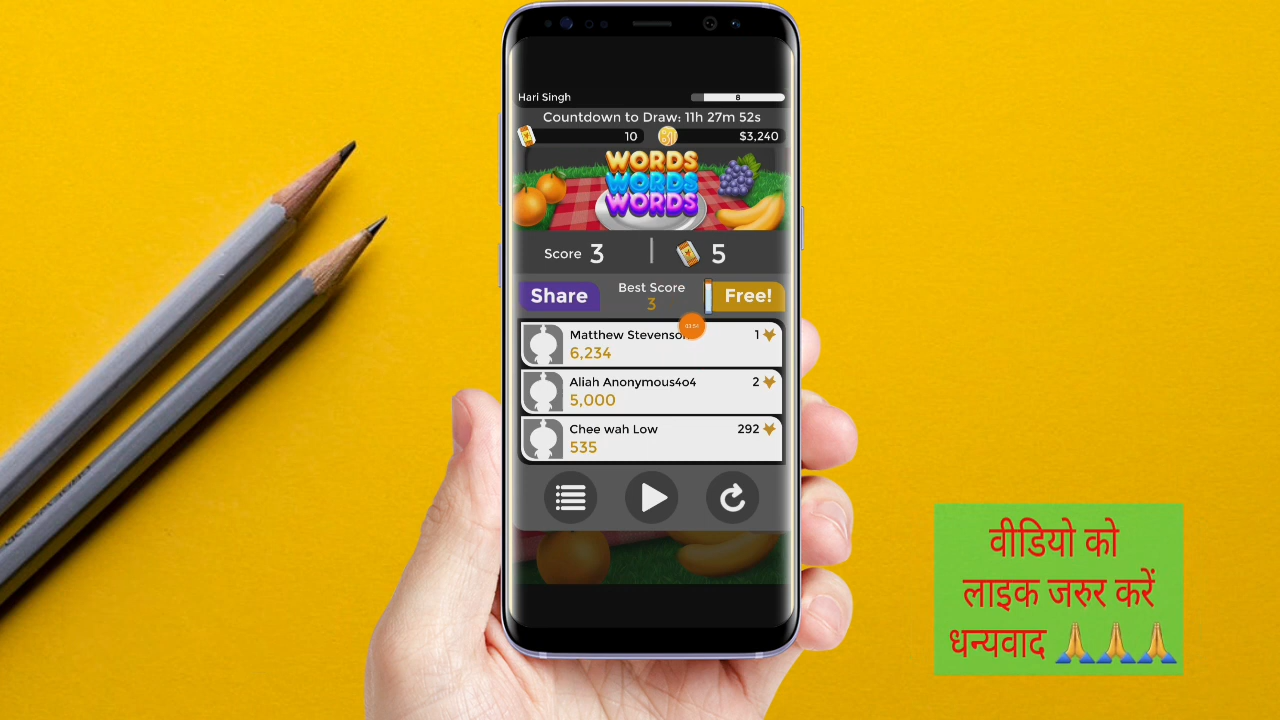 Hari Singh
8
Countdown to Draw: 11h 27m 52s
10
$3,240
WORDS
WORDS
WORDS
Score 3
5
Share
Best Score
3
Free!
Matthew Stevenson
1
6,234
Aliah Anonymous4o4
2
5,000
Chee wah Low
292
535
वीडियो को
लाइक जरुर करें
धन्यवाद 🙏🙏🙏